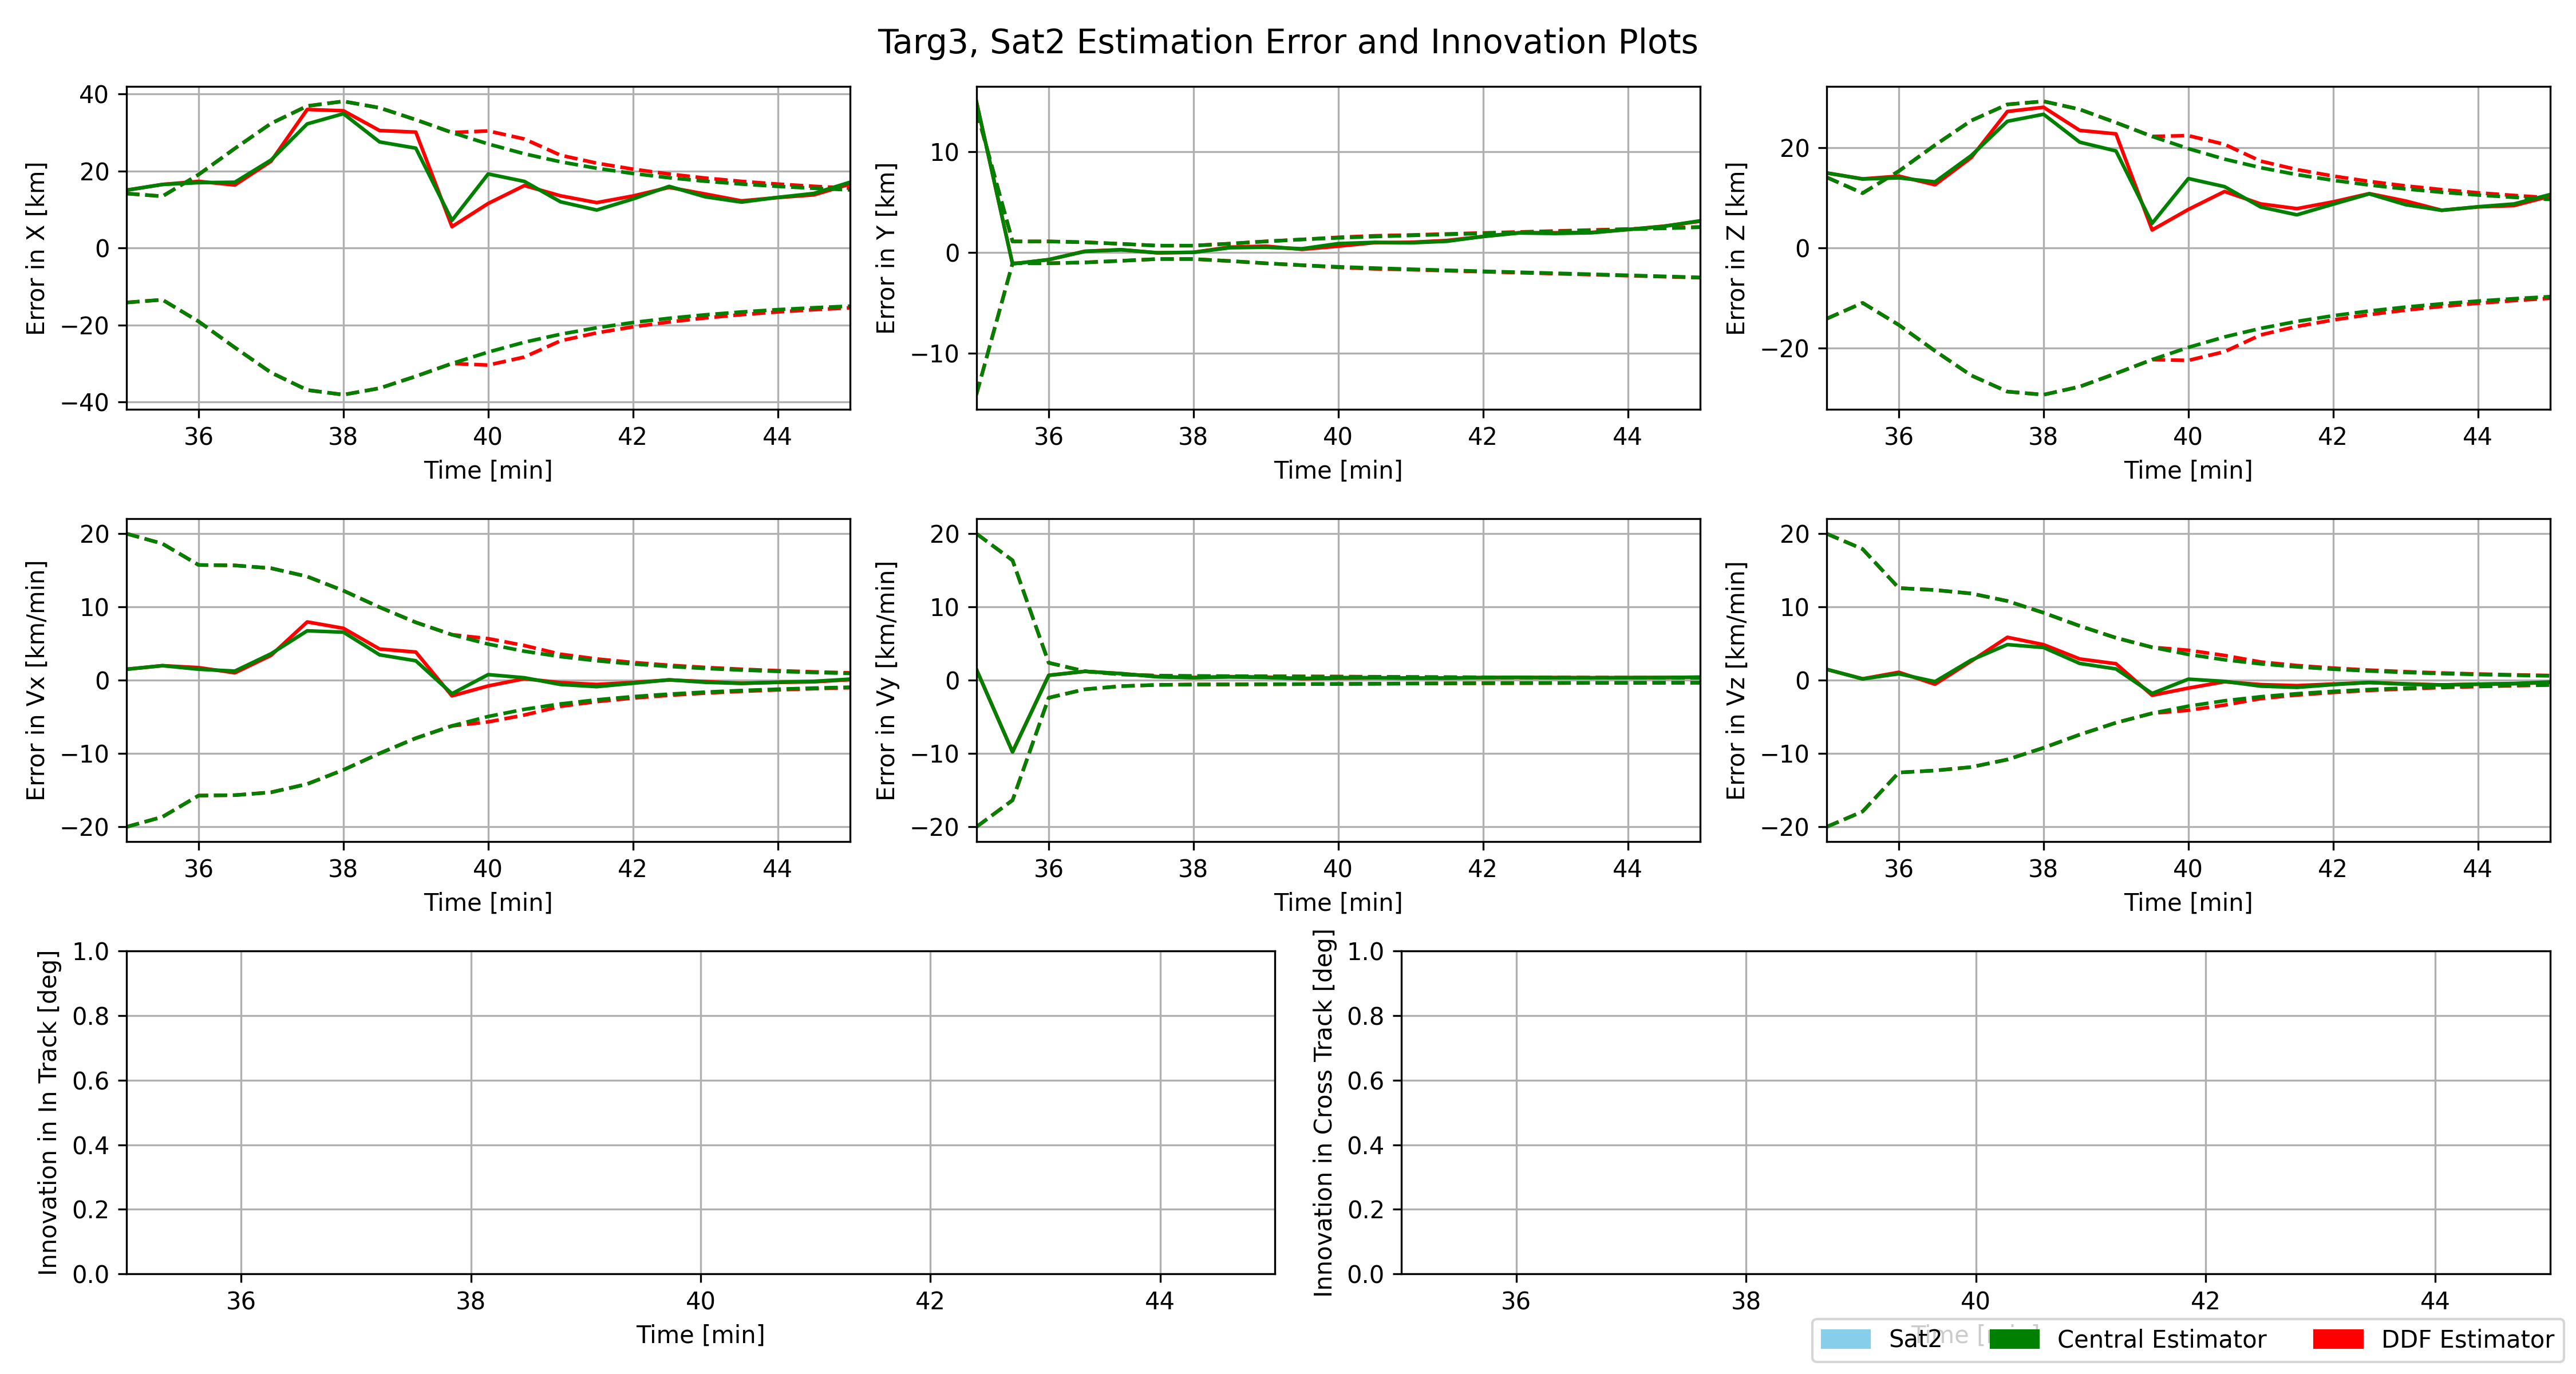 Targ3, Sat2 Estimation Error and Innovation Plots
Error in X [km]
40
20
0
−20
−40
36 38 40 42 44
Time [min]
Error in Y [km]
10
0
−10
36 38 40 42 44
Time [min]
Error in Z [km]
20
0
−20
36 38 40 42 44
Time [min]
Error in Vx [km/min]
20
10
0
−10
−20
36 38 40 42 44
Time [min]
Error in Vy [km/min]
20
10
0
−10
−20
36 38 40 42 44
Time [min]
Error in Vz [km/min]
20
10
0
−10
−20
36 38 40 42 44
Time [min]
Innovation in In Track [deg]
1.0
0.8
0.6
0.4
0.2
0.0
36 38 40 42 44
Time [min]
Innovation in Cross Track [deg]
1.0
0.8
0.6
0.4
0.2
0.0
36 38 40 42 44
Sat2 Central Estimator DDF Estimator